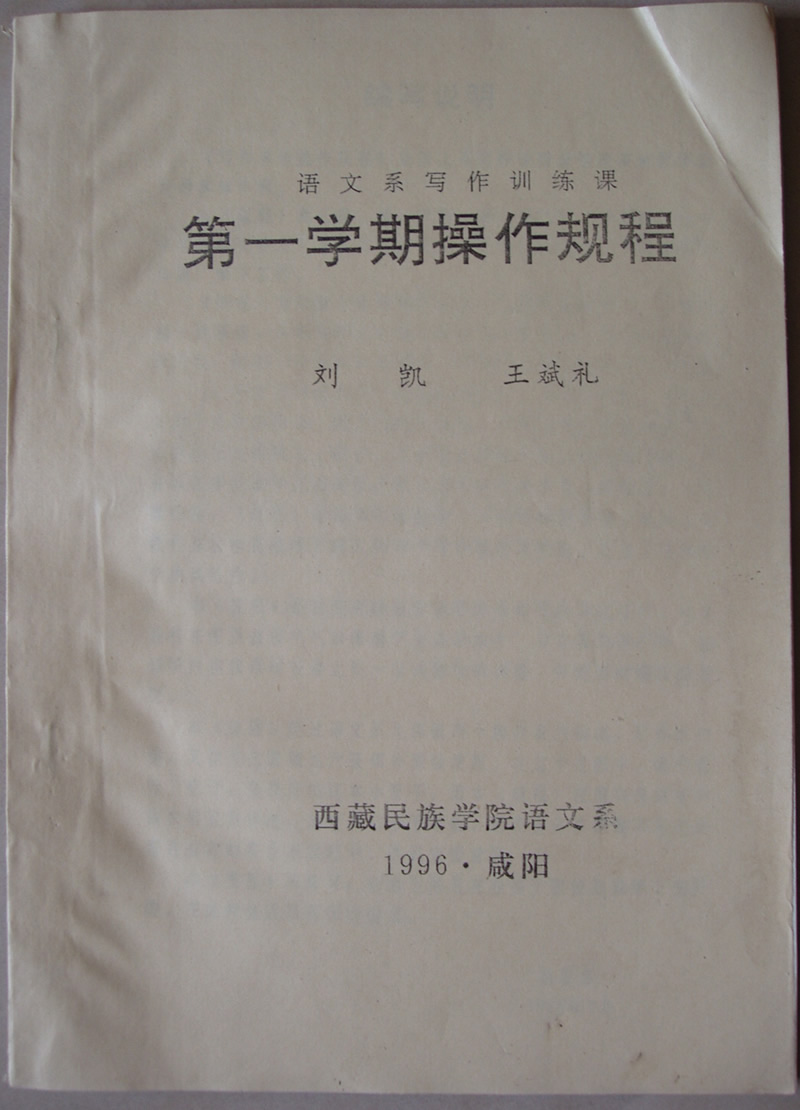 语文系写作训练课
第一学期操作规程
刘 凯 王斌礼
西藏民族学院语文系
1996·咸阳